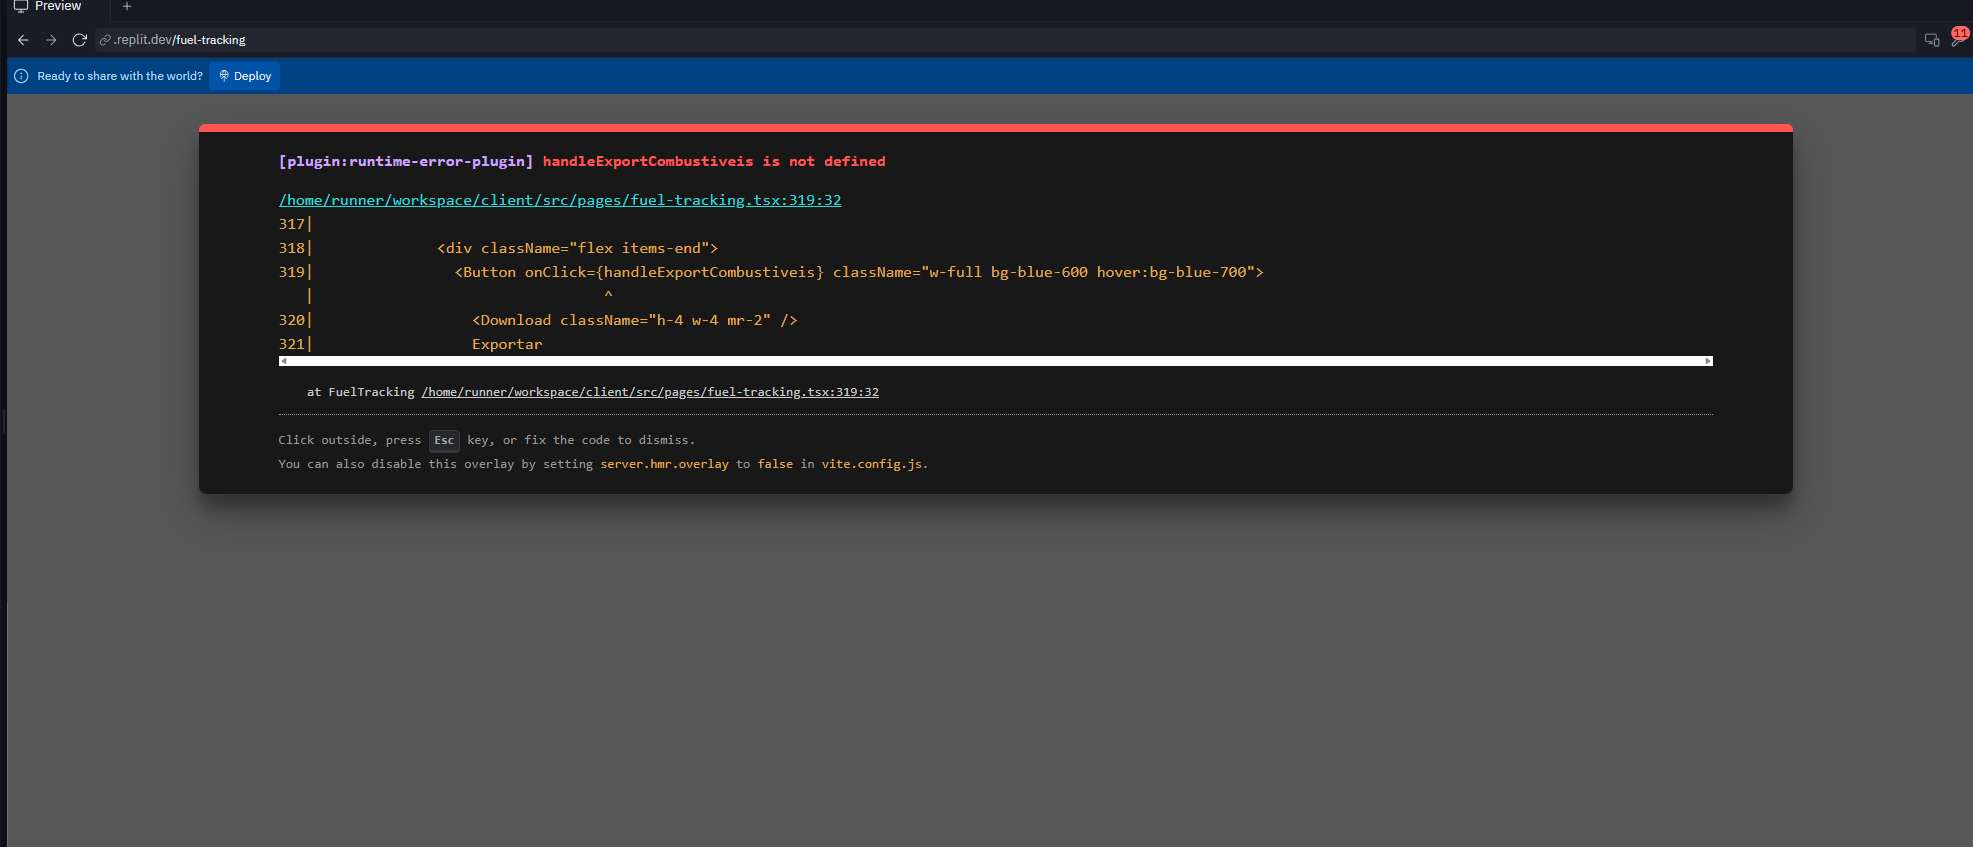 Preview +
.replit.dev/fuel-tracking 11
Ready to share with the world? Deploy
[plugin:runtime-error-plugin] handleExportCombustiveis is not defined
/home/runner/workspace/client/src/pages/fuel-tracking.tsx:319:32
317|
318|              <div className="flex items-end">
319|                <Button onClick={handleExportCombustiveis} className="w-full bg-blue-600 hover:bg-blue-700">
   |                                 ^
320|                  <Download className="h-4 w-4 mr-2" />
321|                  Exportar
at FuelTracking /home/runner/workspace/client/src/pages/fuel-tracking.tsx:319:32
Click outside, press Esc key, or fix the code to dismiss.
You can also disable this overlay by setting server.hmr.overlay to false in vite.config.js.